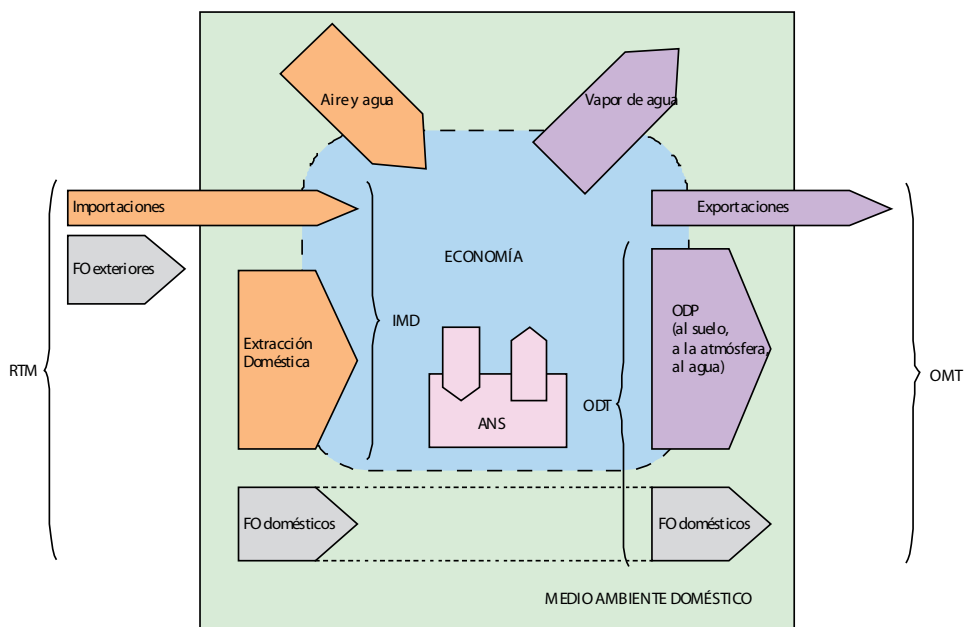 Aire y agua
Vapor de agua
Importaciones
Exportaciones
FO exteriores
ECONOMÍA
IMD
Extracción
Doméstica
ODP
(al suelo,
a la atmósfera,
al agua)
RTM
OMT
ODT
ANS
FO domésticos
FO domésticos
MEDIO AMBIENTE DOMÉSTICO